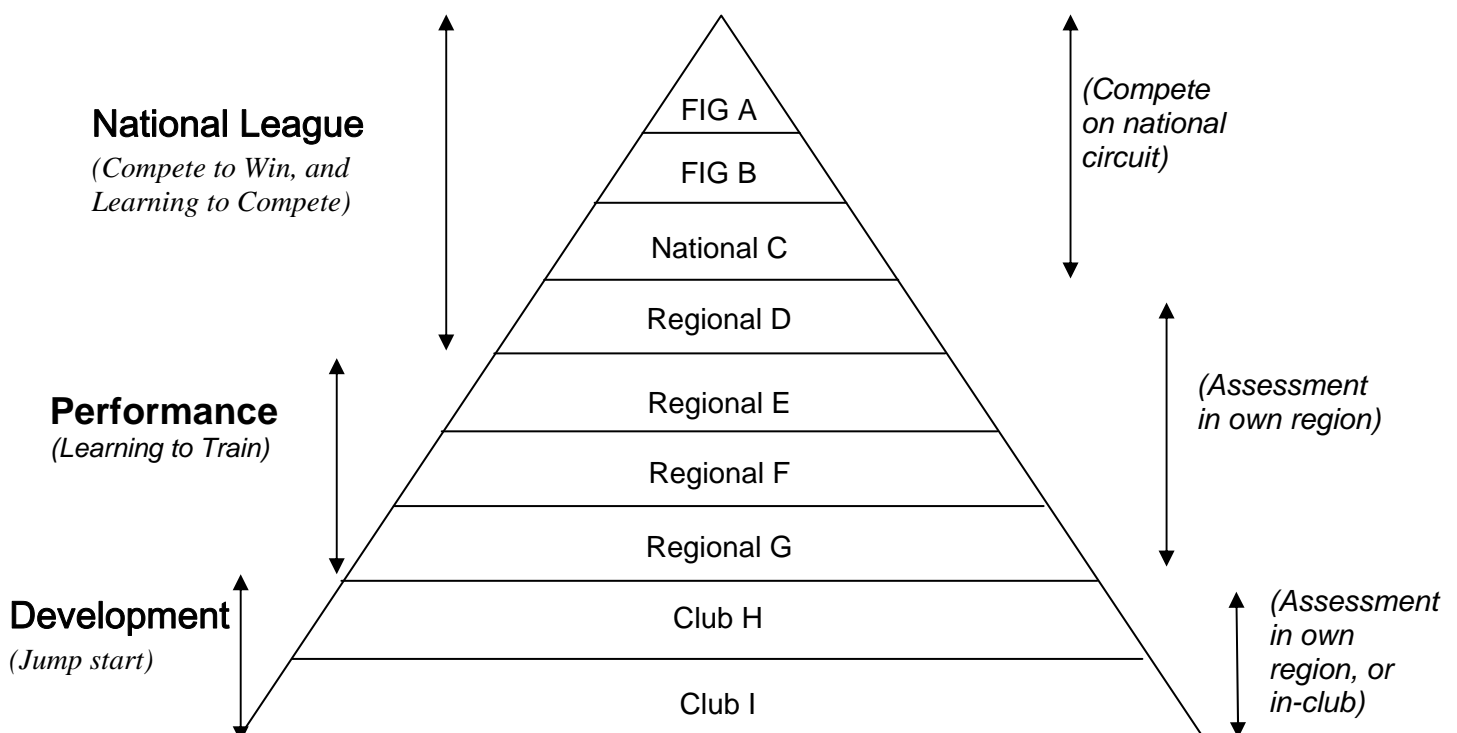 National League
(Compete to Win, and
Learning to Compete)
Performance
(Learning to Train)
Development
(Jump start)
FIG A
FIG B
National C
Regional D
Regional E
Regional F
Regional G
Club H
Club I
(Compete
on national
circuit)
(Assessment
in own region)
(Assessment
in own
region, or
in-club)